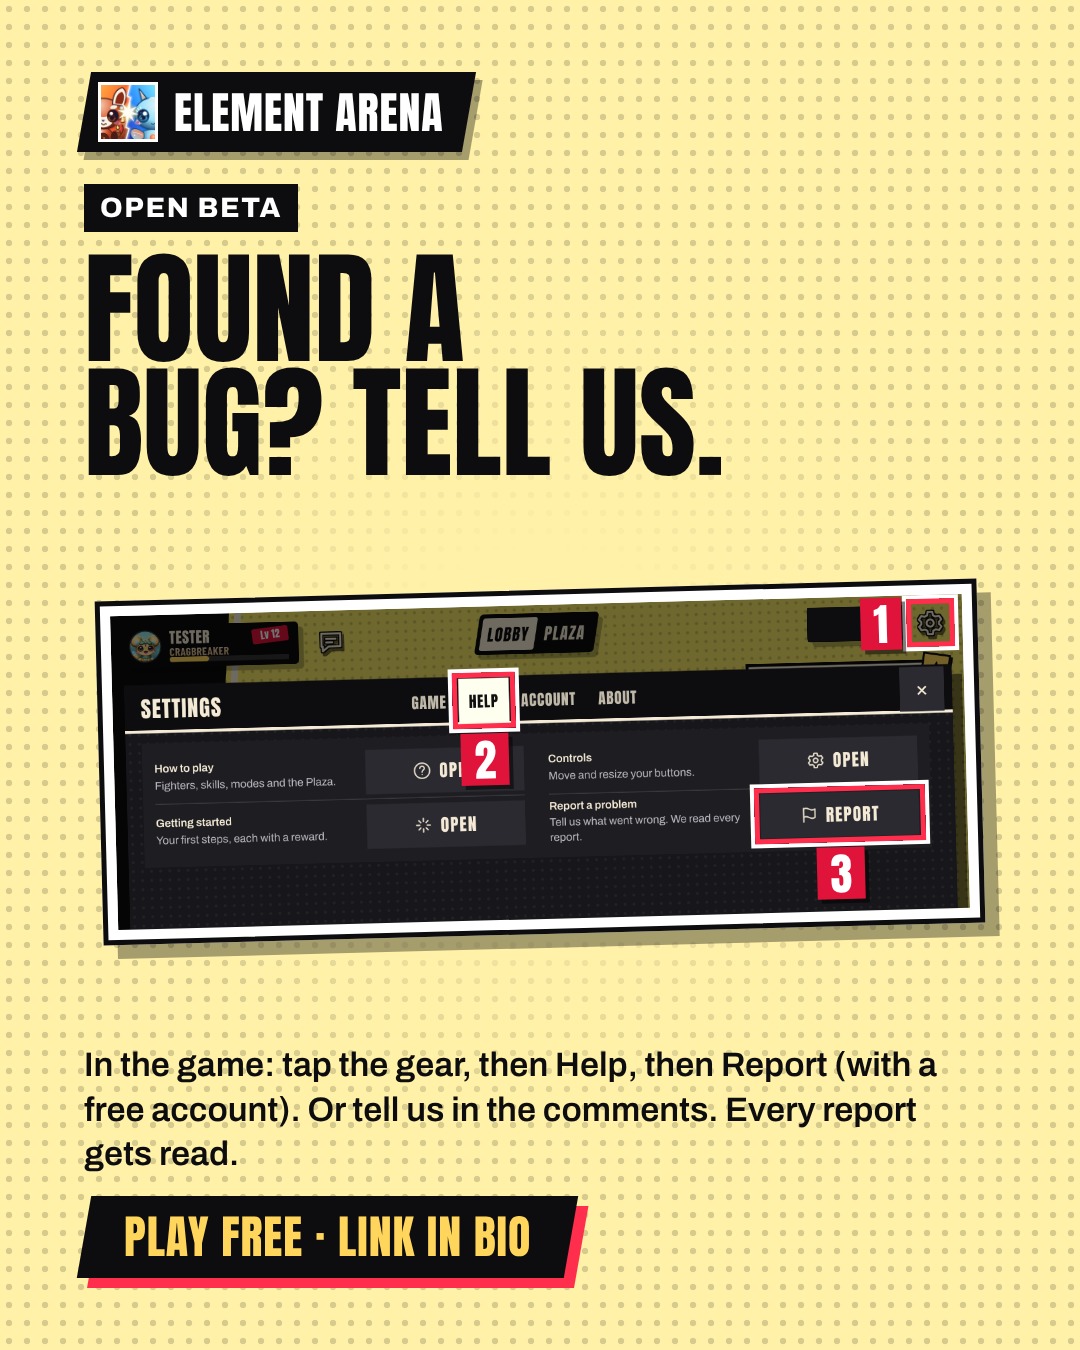 ELEMENT ARENA
OPEN BETA
FOUND A
BUG? TELL US.
TESTER
CRAGBREAKER
Lv 12
LOBBY PLAZA
1
SETTINGS
GAME HELP ACCOUNT ABOUT
×
2
How to play
Fighters, skills, modes and the Plaza.
Controls
Move and resize your buttons.
OPEN
Getting started
Your first steps, each with a reward.
OPEN
Report a problem
Tell us what went wrong. We read every
report.
REPORT
3
In the game: tap the gear, then Help, then Report (with a
free account). Or tell us in the comments. Every report
gets read.
PLAY FREE · LINK IN BIO